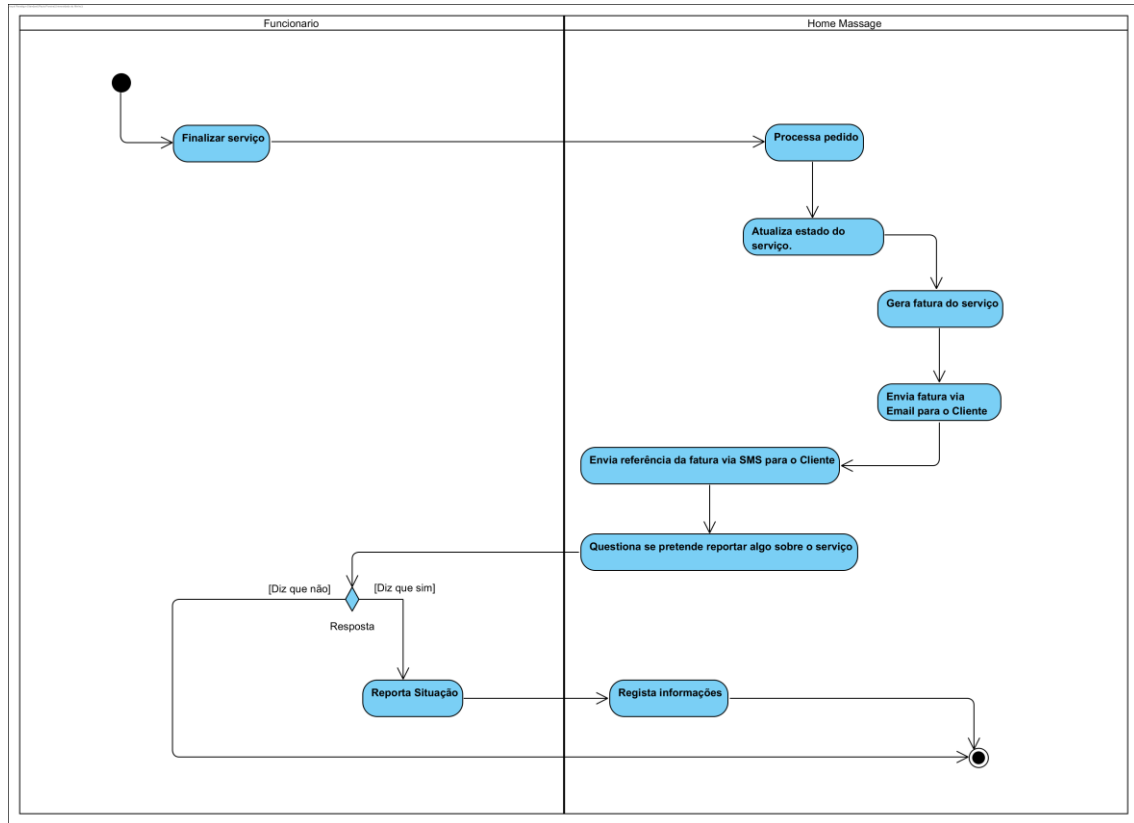 Funcionario
Home Massage
Finalizar serviço
Processa pedido
Atualiza estado do
serviço.
Gera fatura do serviço
Envia fatura via
Email para o Cliente
Envia referência da fatura via SMS para o Cliente
Questiona se pretende reportar algo sobre o serviço
[Diz que não]
[Diz que sim]
Resposta
Reporta Situação
Regista informações